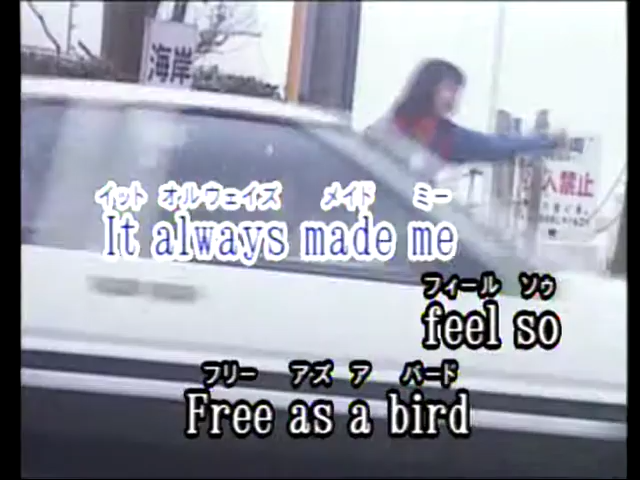 海岸
入禁止
イット オルウェイズ メイド ミー
It always made me
フィール ソゥ
feel so
フリー アズ ア バード
Free as a bird